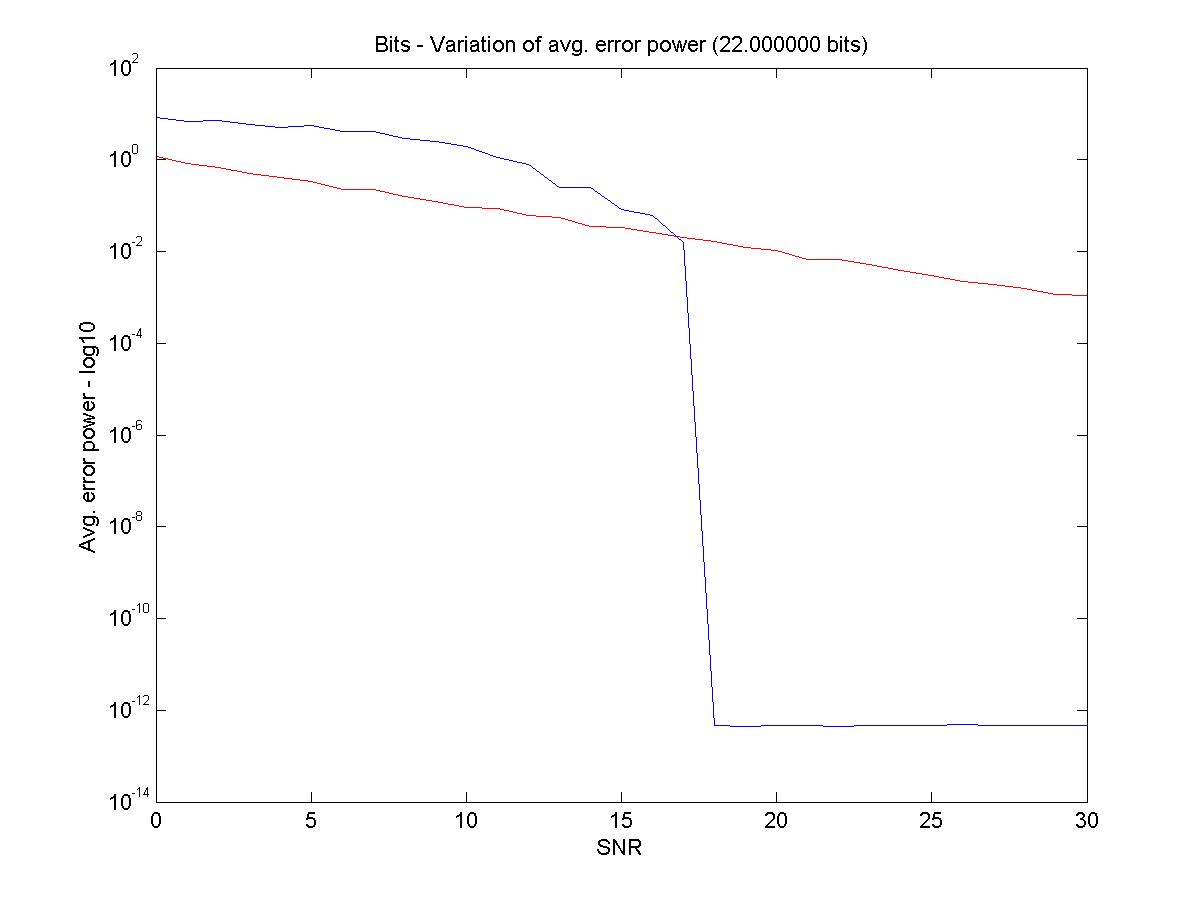 Bits - Variation of avg. error power (22.000000 bits)
10^2
10^0
10^-2
10^-4
10^-6
10^-8
10^-10
10^-12
10^-14
Avg. error power - log10
0 5 10 15 20 25 30
SNR